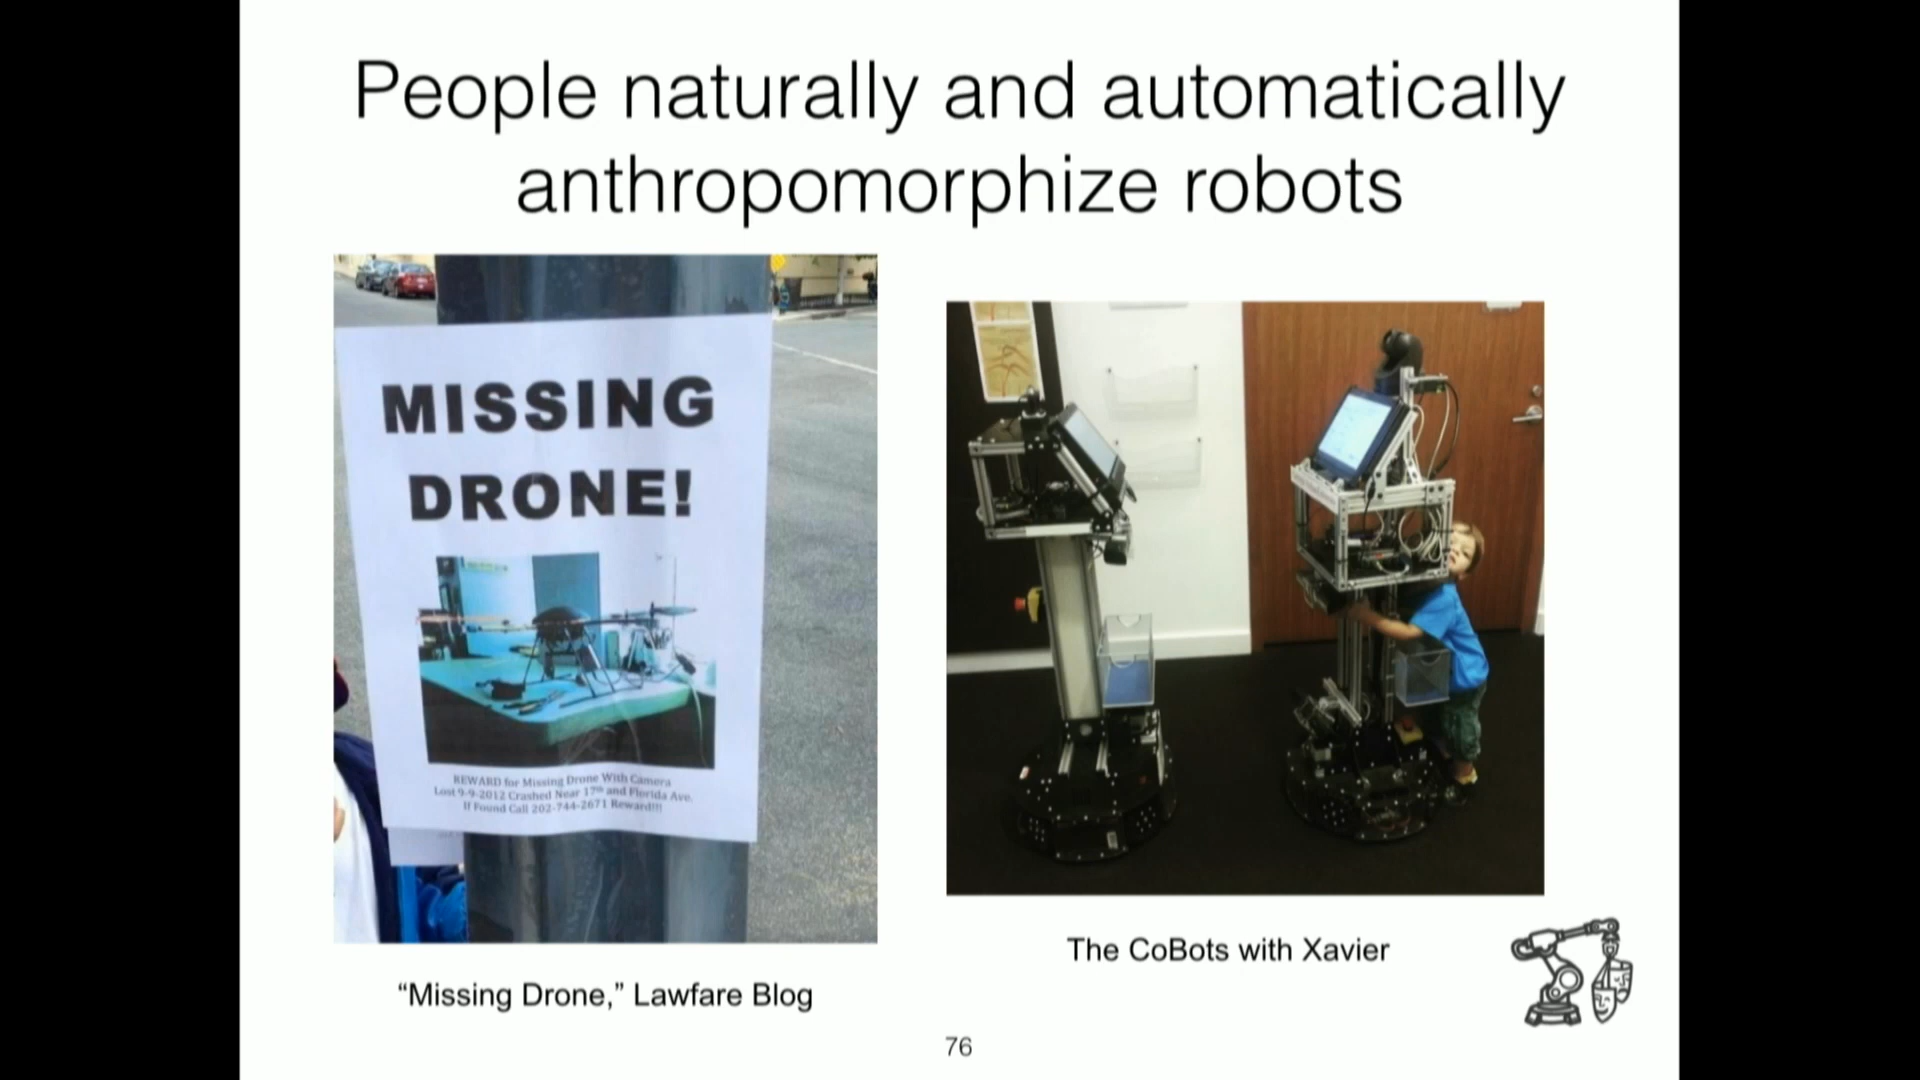 People naturally and automatically
anthropomorphize robots
MISSING
DRONE!
REWARD for Missing Drone With Camera
Lost 9-9-2012 Crashed Near 17th and Florida Ave.
If Found Call 202-744-2671 Reward!!!
The CoBots with Xavier
“Missing Drone,” Lawfare Blog
76